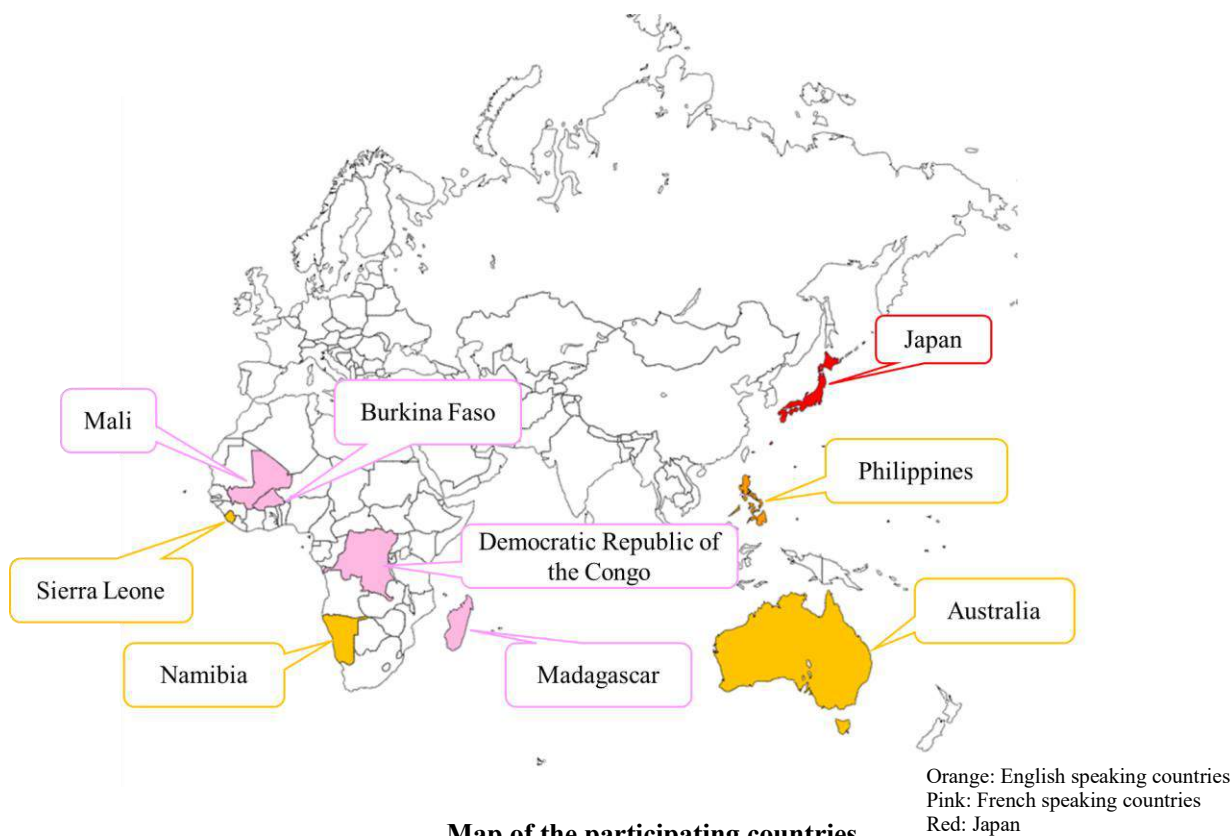 Japan
Mali
Burkina Faso
Philippines
Democratic Republic of
the Congo
Sierra Leone
Australia
Namibia
Madagascar
Orange: English speaking countries
Pink: French speaking countries
Red: Japan
Map of the participating countries